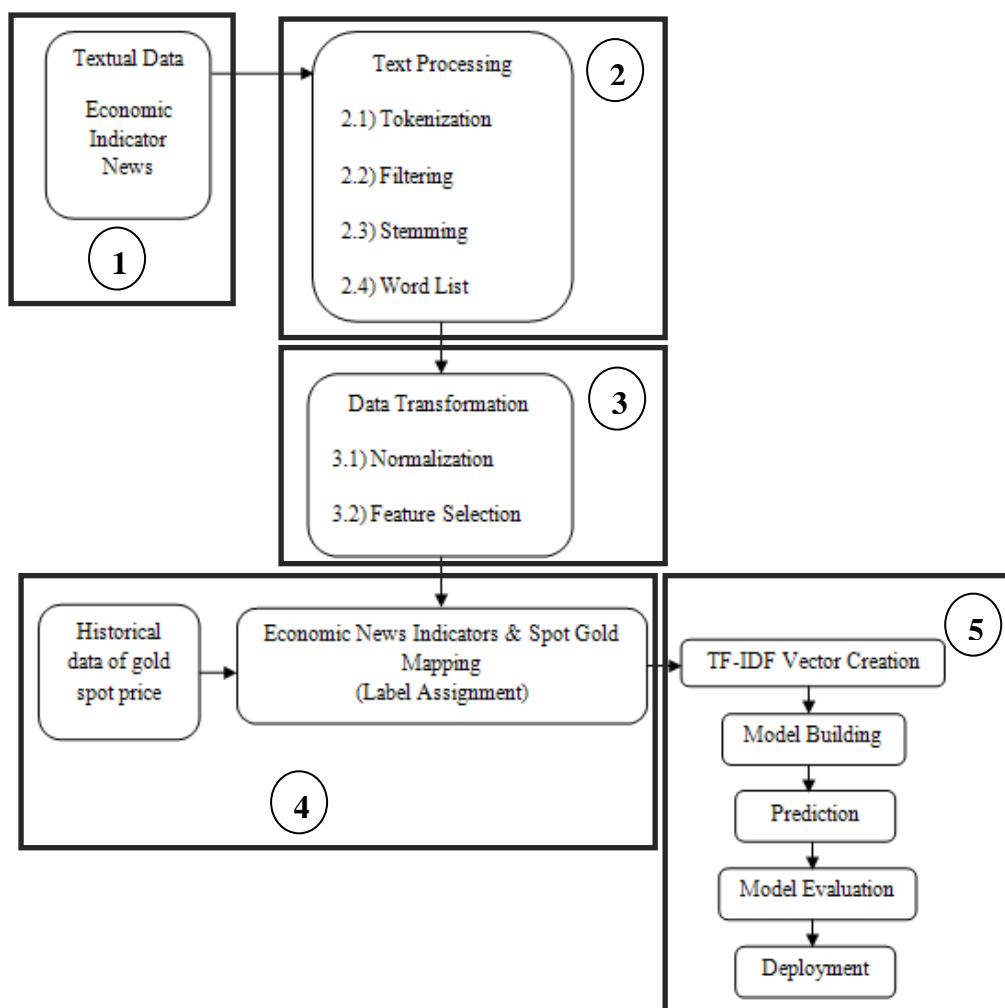 Textual Data
Economic
Indicator
News
1
Text Processing
2.1) Tokenization
2.2) Filtering
2.3) Stemming
2.4) Word List
2
Data Transformation
3.1) Normalization
3.2) Feature Selection
3
Historical
data of gold
spot price
Economic News Indicators & Spot Gold
Mapping
(Label Assignment)
4
5
TF-IDF Vector Creation
Model Building
Prediction
Model Evaluation
Deployment